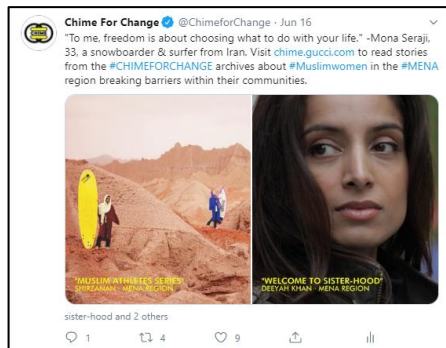 CHIME
Chime For Change @ChimeforChange · Jun 16
"To me, freedom is about choosing what to do with your life." -Mona Seraji,
33, a snowboarder & surfer from Iran. Visit chime.gucci.com to read stories
from the #CHIMEFORCHANGE archives about #Muslimwomen in the #MENA
region breaking barriers within their communities.
"MUSLIM ATHLETES SERIES"
SHIRZANAN - MENA REGION
"WELCOME TO SISTER-HOOD"
DEEYAH KHAN - MENA REGION
sister-hood and 2 others
1 4 9